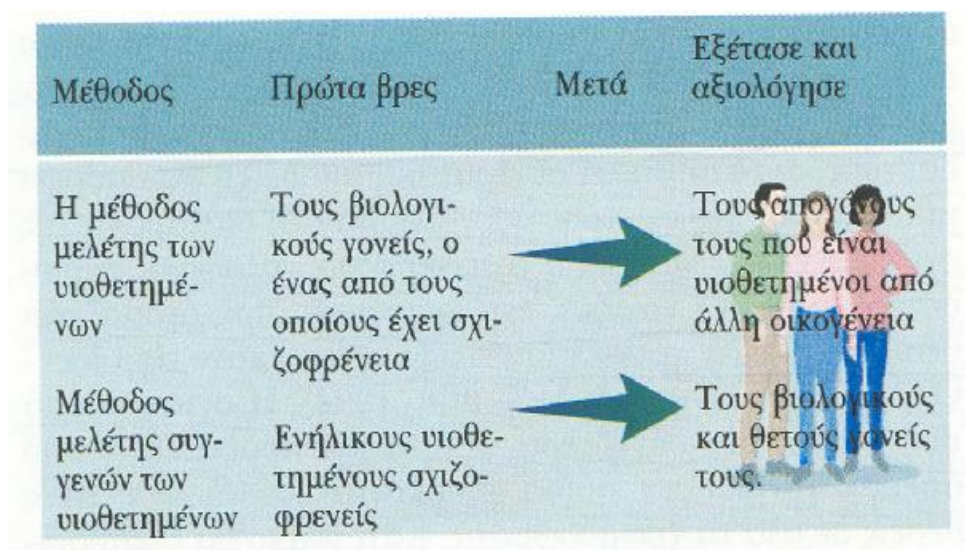 Μέθοδος
Πρώτα βρες
Μετά
Εξέτασε και
αξιολόγησε
Η μέθοδος
μελέτης των
υιοθετημέ-
νων
Τους βιολογι-
κούς γονείς, ο
ένας από τους
οποίους έχει σχι-
ζοφρένεια
Τους απογόνους
τους που είναι
υιοθετημένοι από
άλλη οικογένεια
Μέθοδος
μελέτης συγ-
γενών των
υιοθετημένων
Ενήλικους υιοθε-
τημένους σχιζο-
φρενείς
Τους βιολογικούς
και θετούς γονείς
τους.